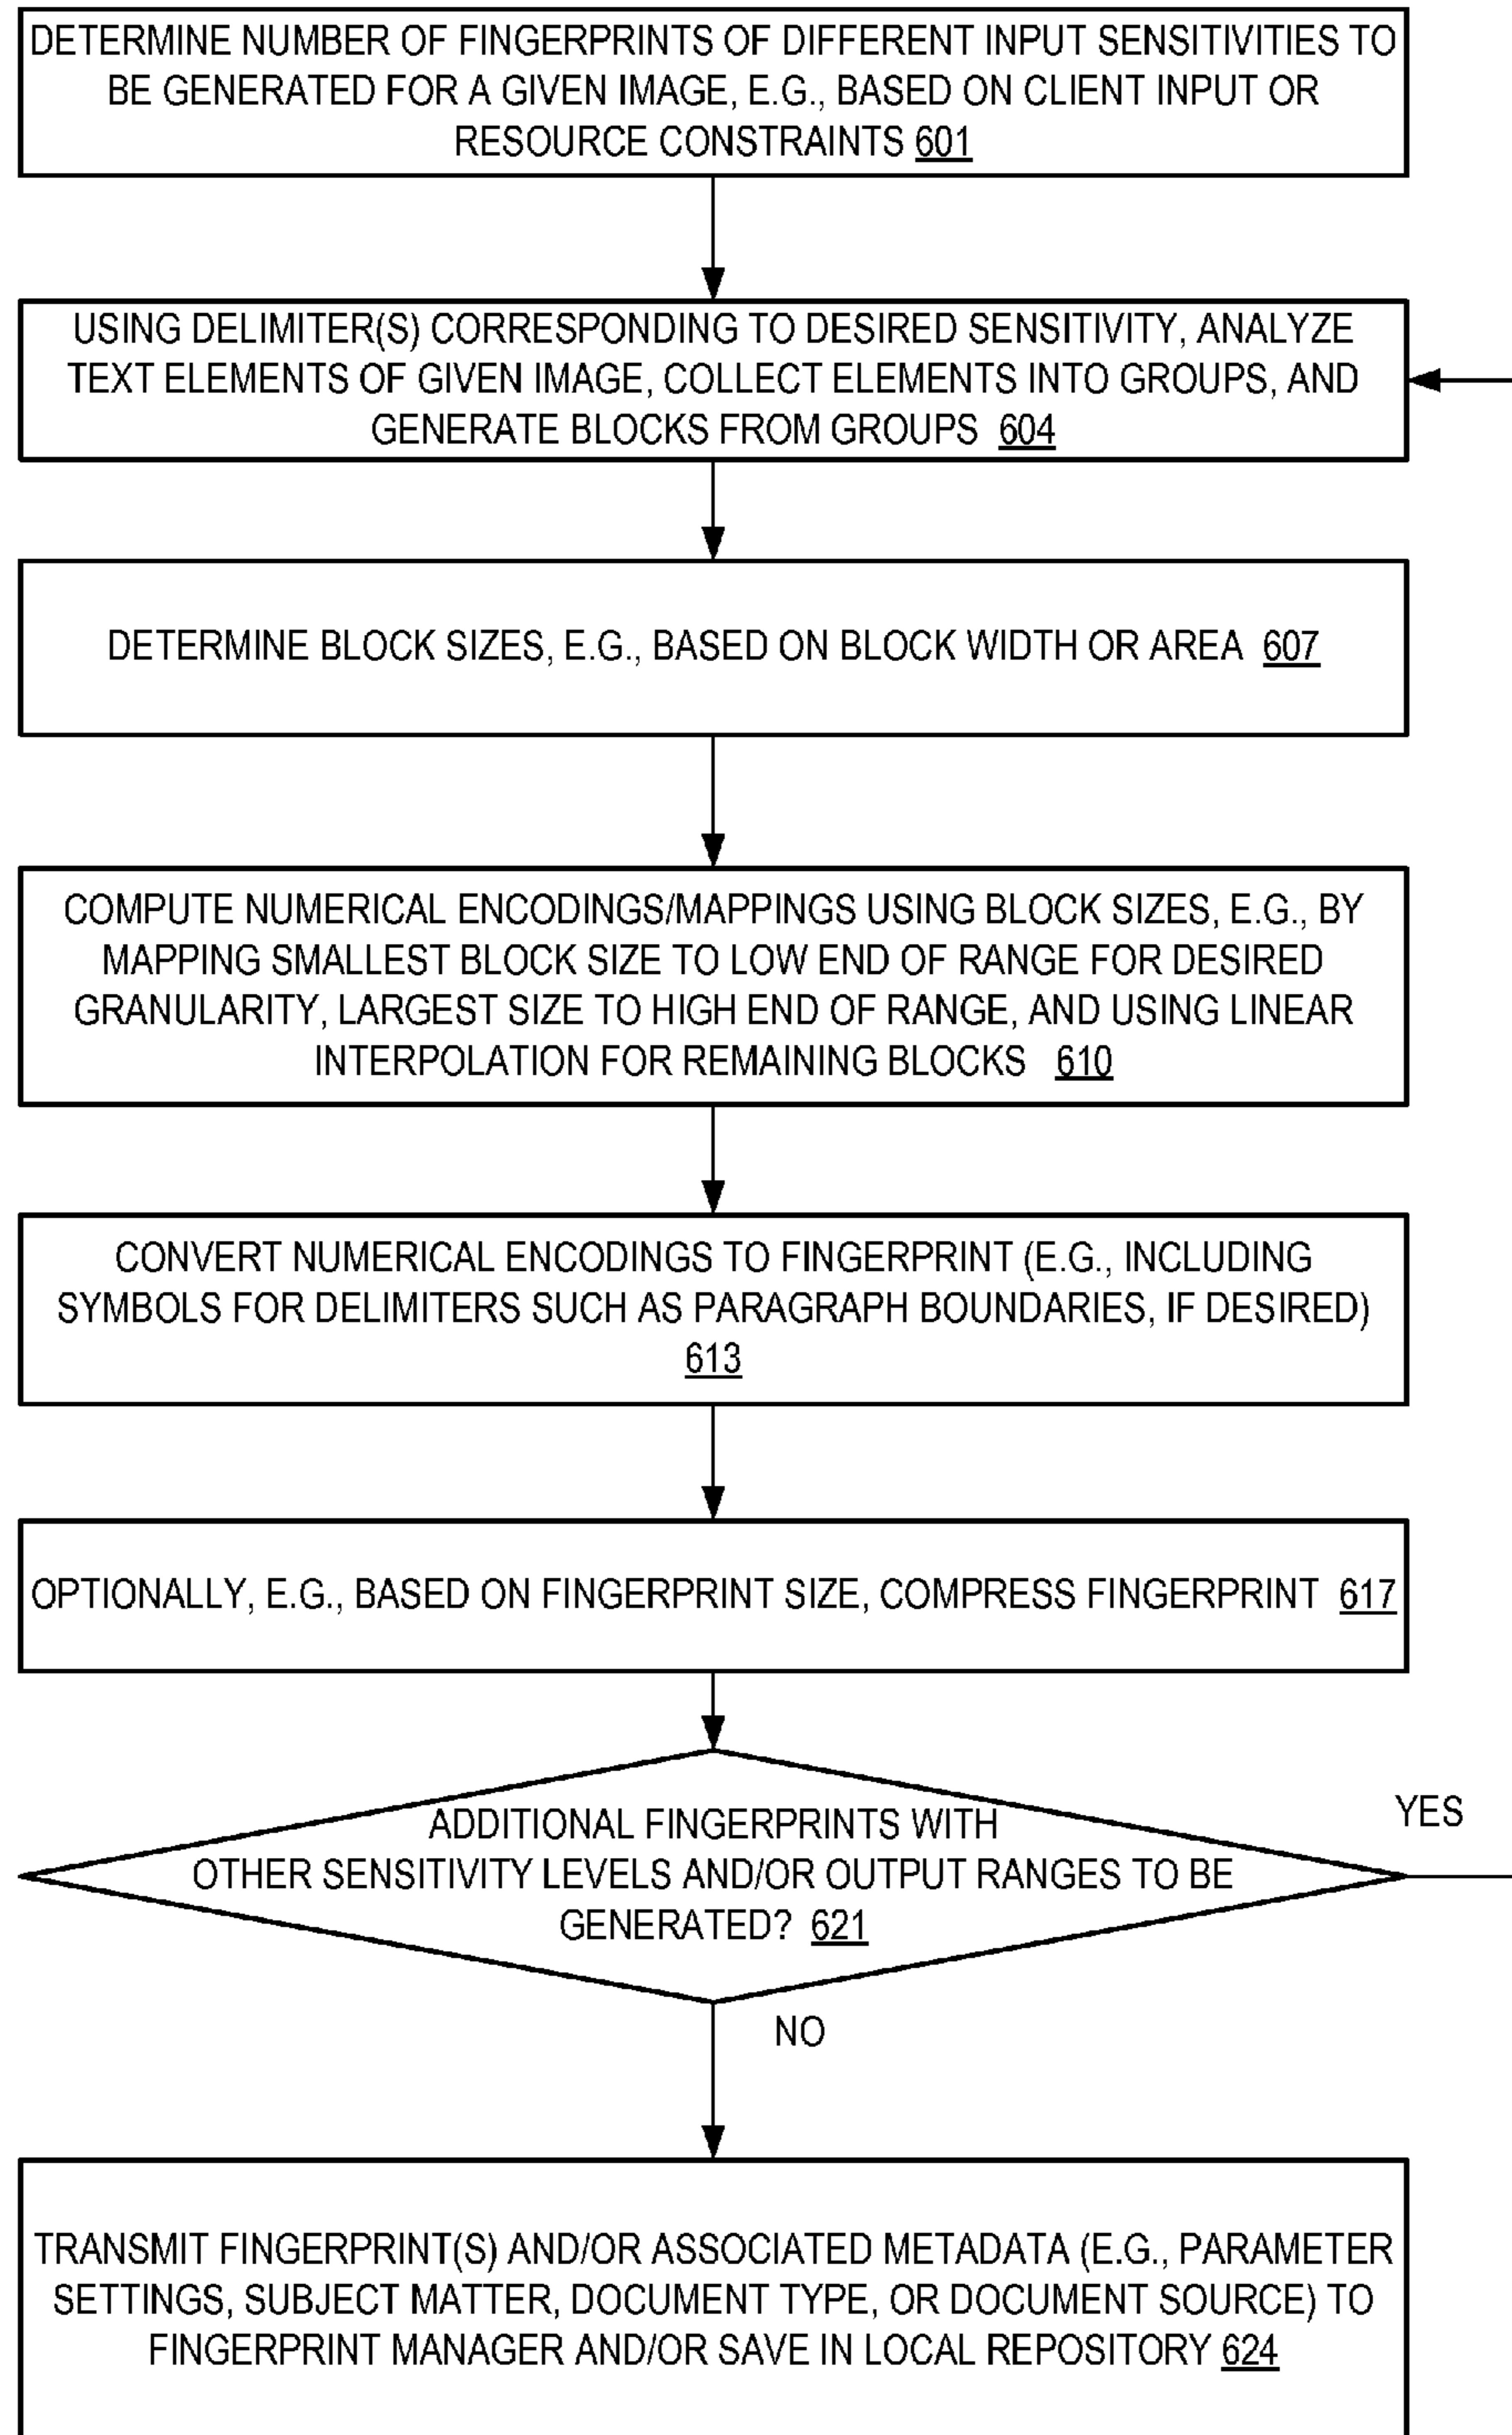 DETERMINE NUMBER OF FINGERPRINTS OF DIFFERENT INPUT SENSITIVITIES TO
BE GENERATED FOR A GIVEN IMAGE, E.G., BASED ON CLIENT INPUT OR
RESOURCE CONSTRAINTS 601
USING DELIMITER(S) CORRESPONDING TO DESIRED SENSITIVITY, ANALYZE
TEXT ELEMENTS OF GIVEN IMAGE, COLLECT ELEMENTS INTO GROUPS, AND
GENERATE BLOCKS FROM GROUPS 604
DETERMINE BLOCK SIZES, E.G., BASED ON BLOCK WIDTH OR AREA 607
COMPUTE NUMERICAL ENCODINGS/MAPPINGS USING BLOCK SIZES, E.G., BY
MAPPING SMALLEST BLOCK SIZE TO LOW END OF RANGE FOR DESIRED
GRANULARITY, LARGEST SIZE TO HIGH END OF RANGE, AND USING LINEAR
INTERPOLATION FOR REMAINING BLOCKS 610
CONVERT NUMERICAL ENCODINGS TO FINGERPRINT (E.G., INCLUDING
SYMBOLS FOR DELIMITERS SUCH AS PARAGRAPH BOUNDARIES, IF DESIRED)
613
OPTIONALLY, E.G., BASED ON FINGERPRINT SIZE, COMPRESS FINGERPRINT 617
YES
ADDITIONAL FINGERPRINTS WITH
OTHER SENSITIVITY LEVELS AND/OR OUTPUT RANGES TO BE
GENERATED? 621
NO
TRANSMIT FINGERPRINT(S) AND/OR ASSOCIATED METADATA (E.G., PARAMETER
SETTINGS, SUBJECT MATTER, DOCUMENT TYPE, OR DOCUMENT SOURCE) TO
FINGERPRINT MANAGER AND/OR SAVE IN LOCAL REPOSITORY 624